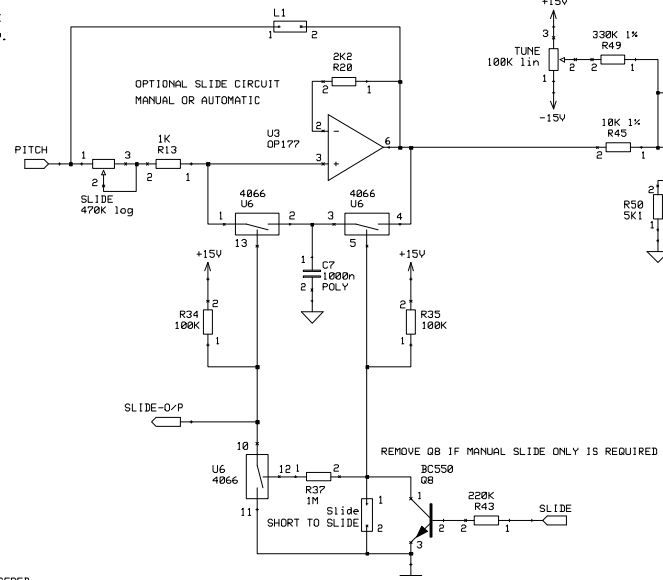 +15V
L1
1 2
330K 1%
R49
3
TUNE
100K lin
2 2 1
1
-15V
2K2
R20
2 1
OPTIONAL SLIDE CIRCUIT
MANUAL OR AUTOMATIC
U3
OP177
2
-
6
3
+
10K 1%
R45
2 1
PITCH
1 3
1K
R13
2 1
2
SLIDE
470K log
R50
5K1
2
1
4066
U6
4066
U6
1 2 3 4
13 5
+15V
+15V
1
C7
1000n
2 POLY
2
R34
100K
1
2
R35
100K
1
SLIDE-O/P
10
REMOVE Q8 IF MANUAL SLIDE ONLY IS REQUIRED
U6
4066
12 1 2
R37
1M
11
BC550
Q8
1
Slide
SHORT TO SLIDE
1
2
220K
R43
SLIDE
2 2 1
3